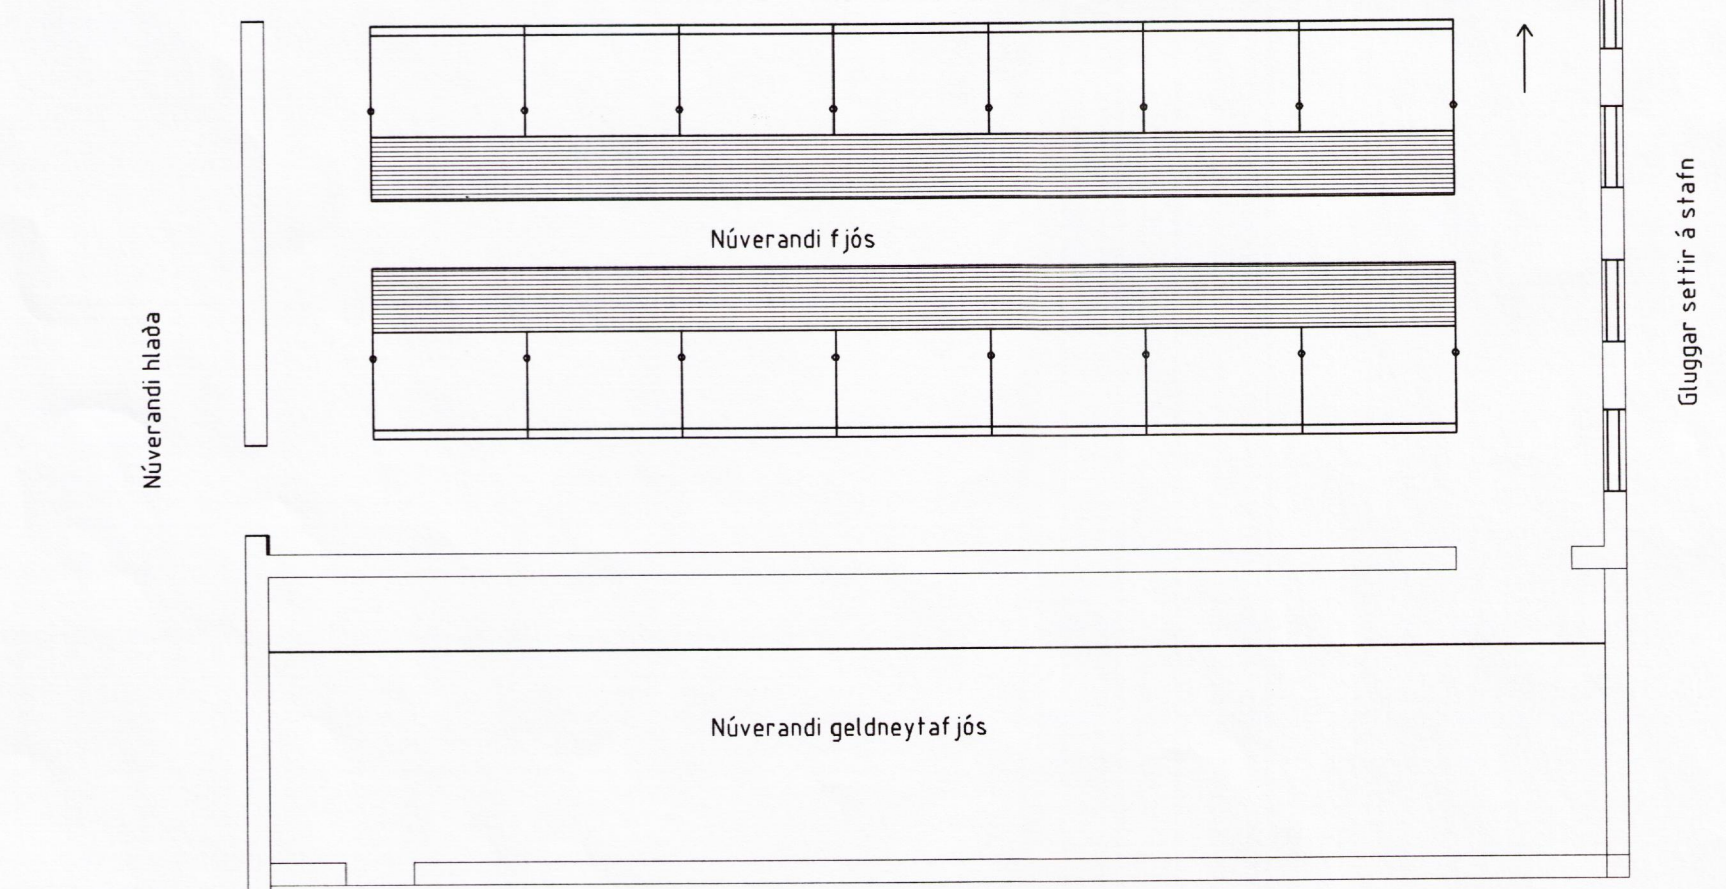 Núverandi fjós
Núverandi hlaða
Gluggar settir á stafn
Núverandi geldneytafjós